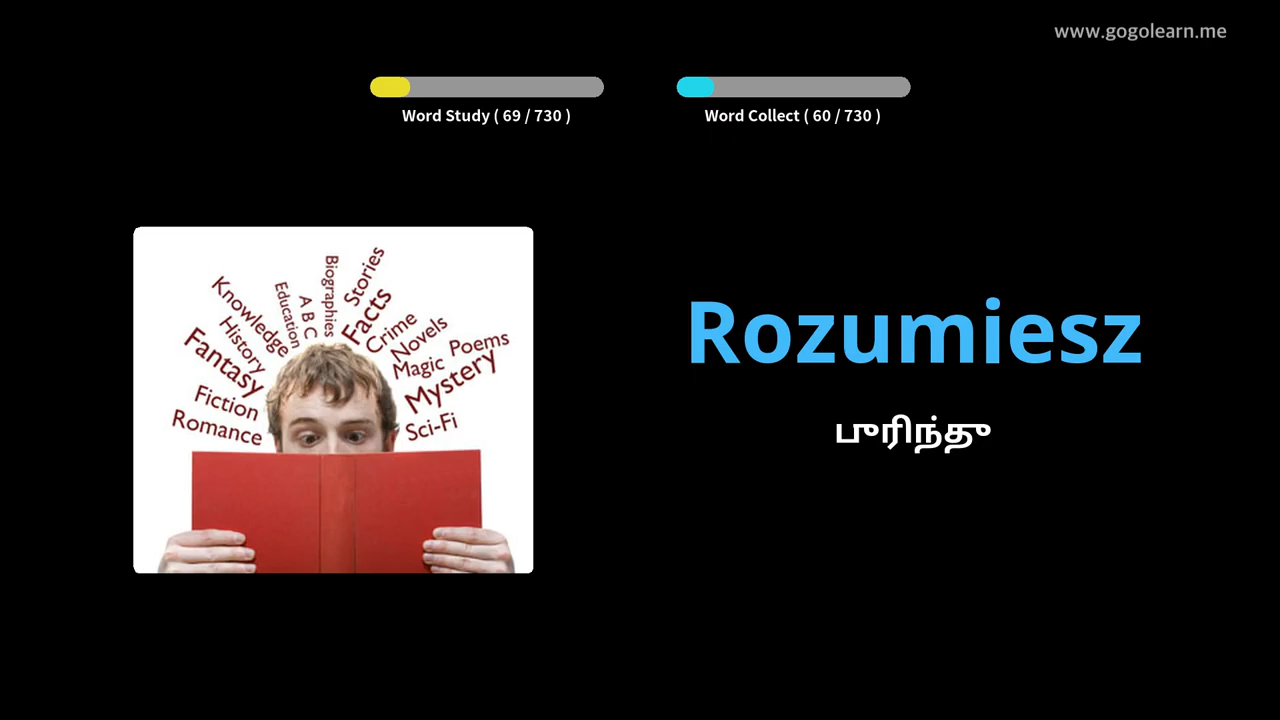 www.gogolearn.me
Word Study ( 69 / 730 )
Word Collect ( 60 / 730 )
Biographies
Stories
Education
A B C
Facts
Knowledge
Crime
History
Novels
Poems
Fantasy
Magic
Mystery
Fiction
Romance
Sci-Fi
Rozumiesz
புரிந்து